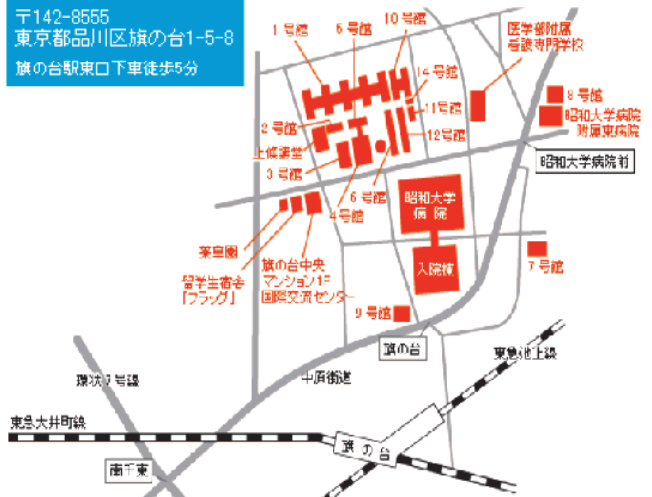 〒142-8555
東京都品川区旗の台1-5-8
旗の台駅東口下車徒歩5分
1号館
5号館
10号館
医学部附属
看護専門学校
14号館
8号館
11号館
昭和大学病院
附属東病院
2号館
12号館
上條講堂
昭和大学病院前
3号館
6号館
4号館
昭和大学
病院
薬草園
留学生宿舎
「フラッグ」
旗の台中央
マンション1F
国際交流センター
入院棟
7号館
9号館
旗の台
東急池上線
環状7号線
中原街道
東急大井町線
旗の台
南千束